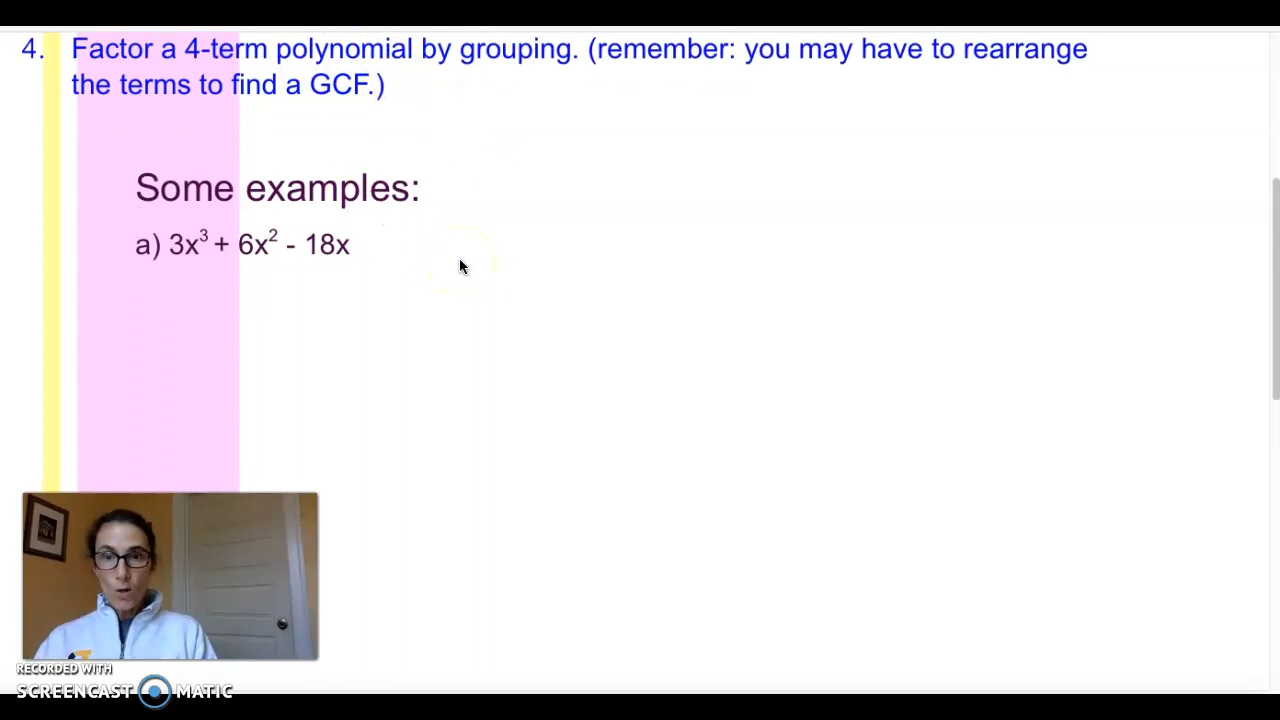 4. Factor a 4-term polynomial by grouping. (remember: you may have to rearrange
the terms to find a GCF.)
Some examples:
a) 3x³ + 6x² - 18x
RECORDED WITH
SCREENCAST MATIC